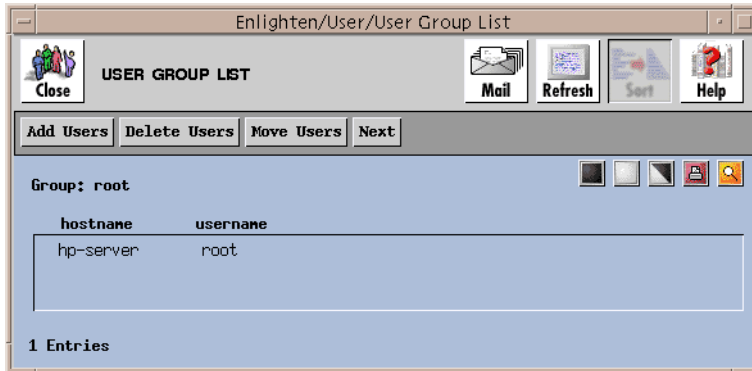 Enlighten/User/User Group List
Close
USER GROUP LIST
Mail
Refresh
Sort
Help
Add Users Delete Users Move Users Next
Group: root
hostname username
hp-server root
1 Entries